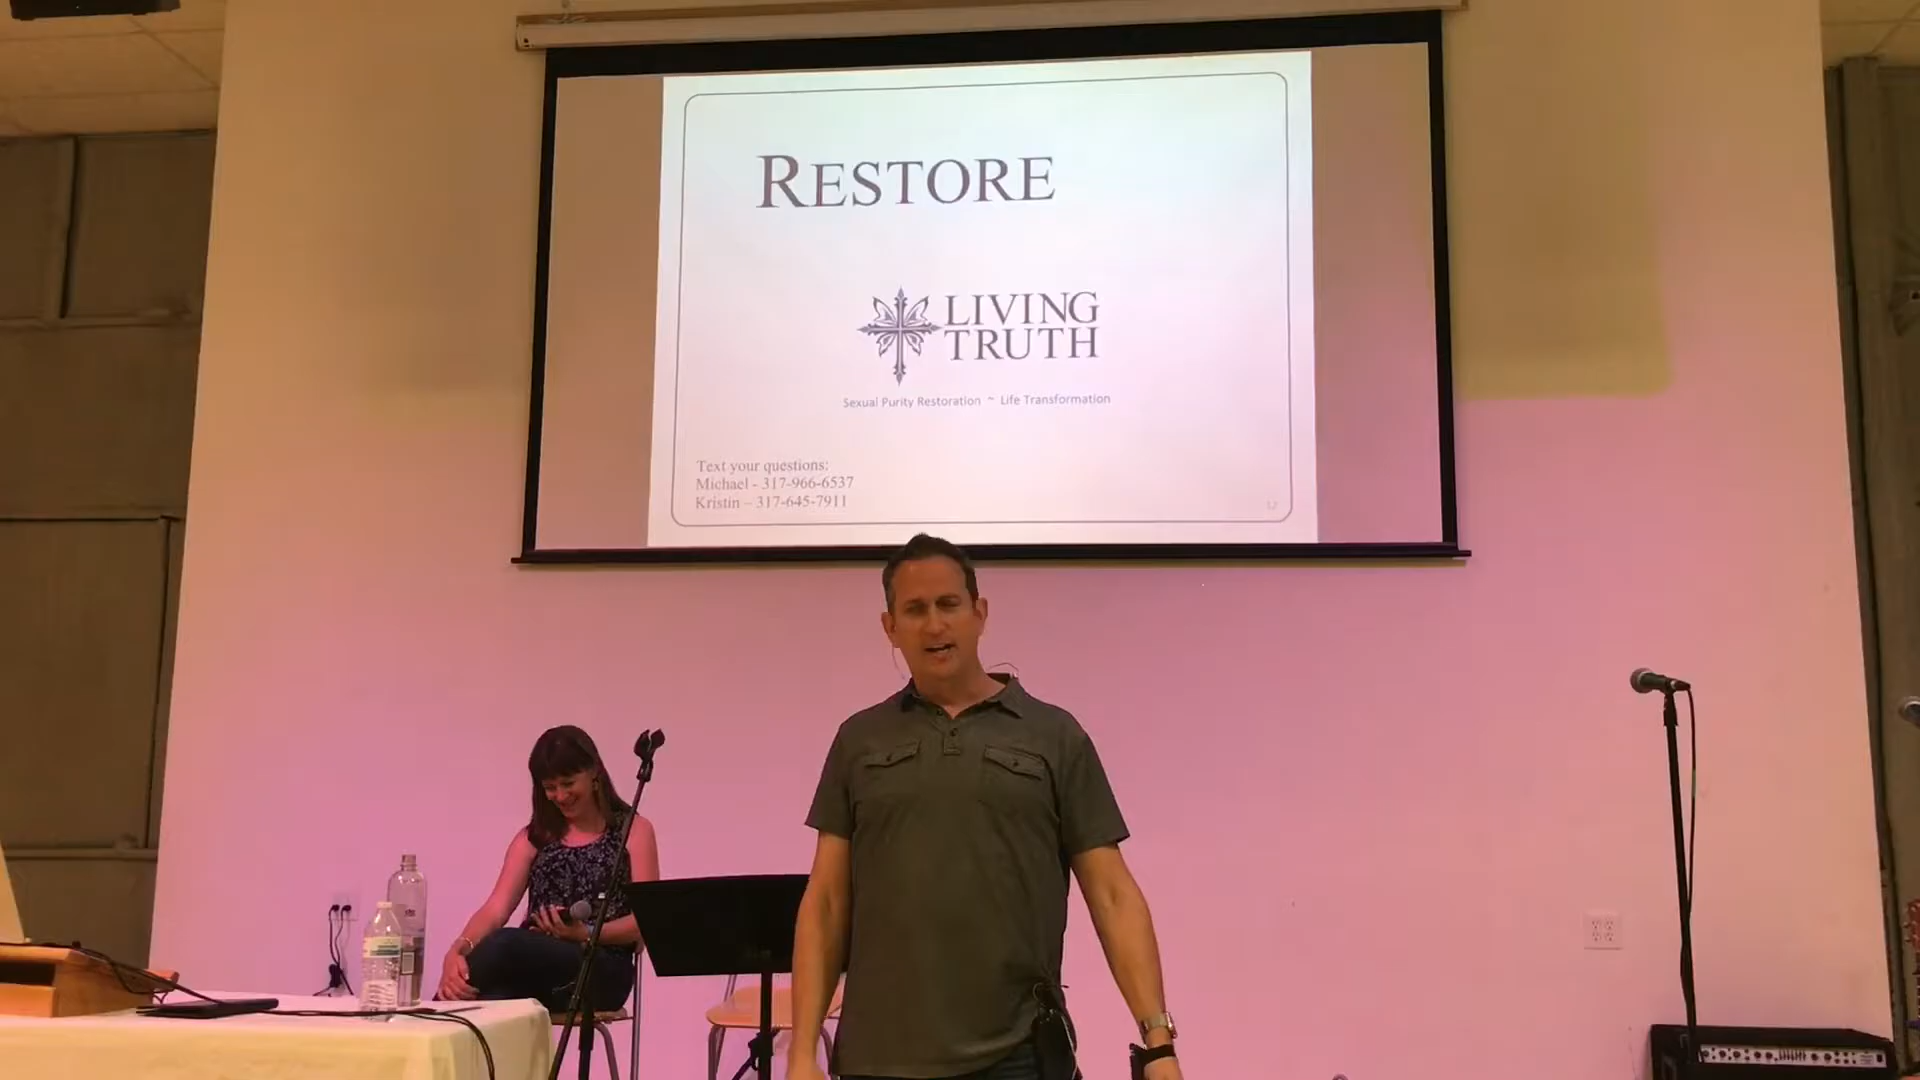 RESTORE
LIVING
TRUTH
Sexual Purity Restoration ~ Life Transformation
Text your questions:
Michael - 317-966-6537
Kristin – 317-645-7911